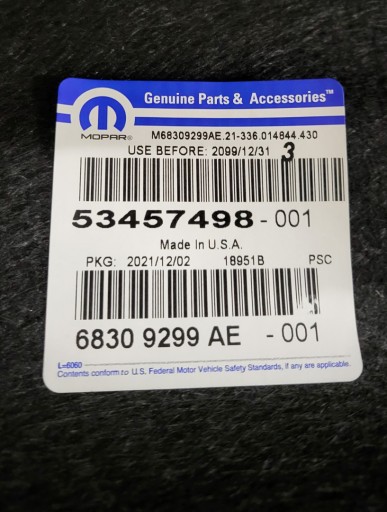 Genuine Parts & Accessories™
MOPAR®
M68309299AE.21-336.014844.430
USE BEFORE: 2099/12/31
3
53457498-001
Made In U.S.A.
PKG: 2021/12/02 18951B PSC
6830 9299 AE -001
L=6060
Contents conform to U.S. Federal Motor Vehicle Safety Standards, if any are applicable.